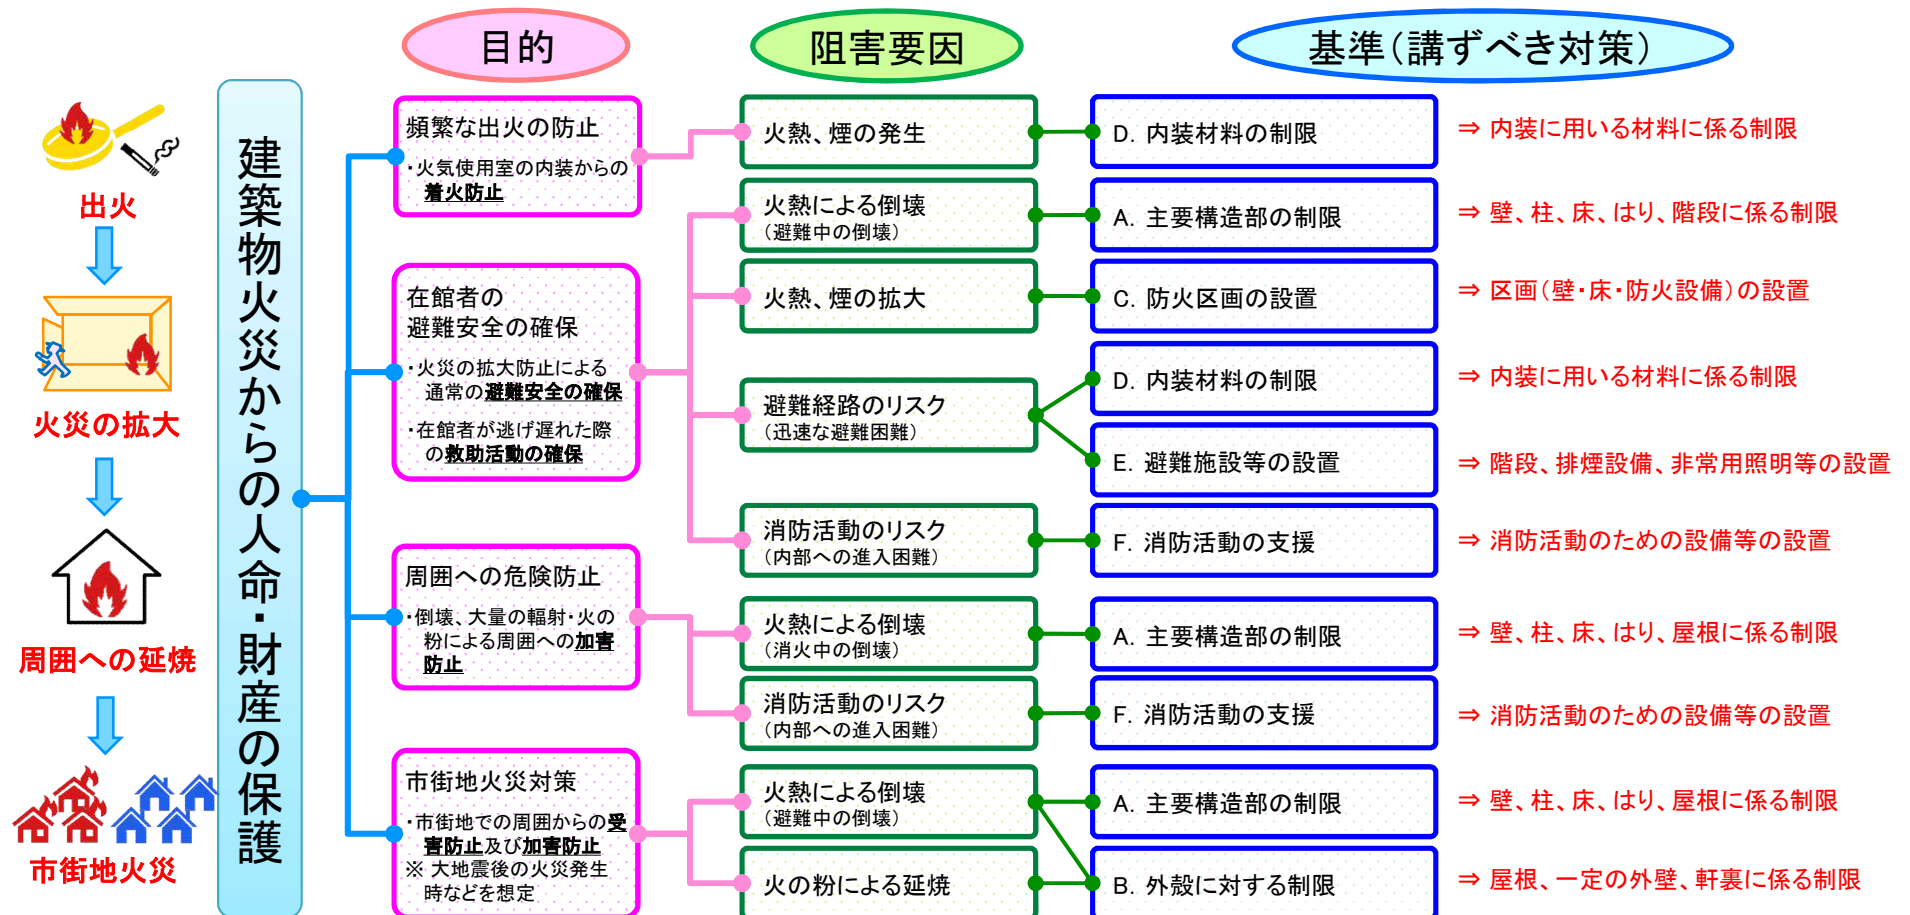 目的
阻害要因
基準（講ずべき対策）
出火
火災の拡大
周囲への延焼
市街地火災
建築物火災からの人命・財産の保護
頻繁な出火の防止
・火気使用室の内装からの
着火防止
在館者の
避難安全の確保
・火災の拡大防止による
通常の避難安全の確保
・在館者が逃げ遅れた際
の救助活動の確保
周囲への危険防止
・倒壊、大量の輻射・火の
粉による周囲への加害
防止
市街地火災対策
・市街地での周囲からの受
害防止及び加害防止
※ 大地震後の火災発生
時などを想定
火熱、煙の発生
火熱による倒壊
（避難中の倒壊）
火熱、煙の拡大
避難経路のリスク
（迅速な避難困難）
消防活動のリスク
（内部への進入困難）
火熱による倒壊
（消火中の倒壊）
消防活動のリスク
（内部への進入困難）
火熱による倒壊
（避難中の倒壊）
火の粉による延焼
D. 内装材料の制限
⇒ 内装に用いる材料に係る制限
A. 主要構造部の制限
⇒ 壁、柱、床、はり、階段に係る制限
C. 防火区画の設置
⇒ 区画（壁・床・防火設備）の設置
D. 内装材料の制限
⇒ 内装に用いる材料に係る制限
E. 避難施設等の設置
⇒ 階段、排煙設備、非常用照明等の設置
F. 消防活動の支援
⇒ 消防活動のための設備等の設置
A. 主要構造部の制限
⇒ 壁、柱、床、はり、屋根に係る制限
F. 消防活動の支援
⇒ 消防活動のための設備等の設置
A. 主要構造部の制限
⇒ 壁、柱、床、はり、屋根に係る制限
B. 外殻に対する制限
⇒ 屋根、一定の外壁、軒裏に係る制限